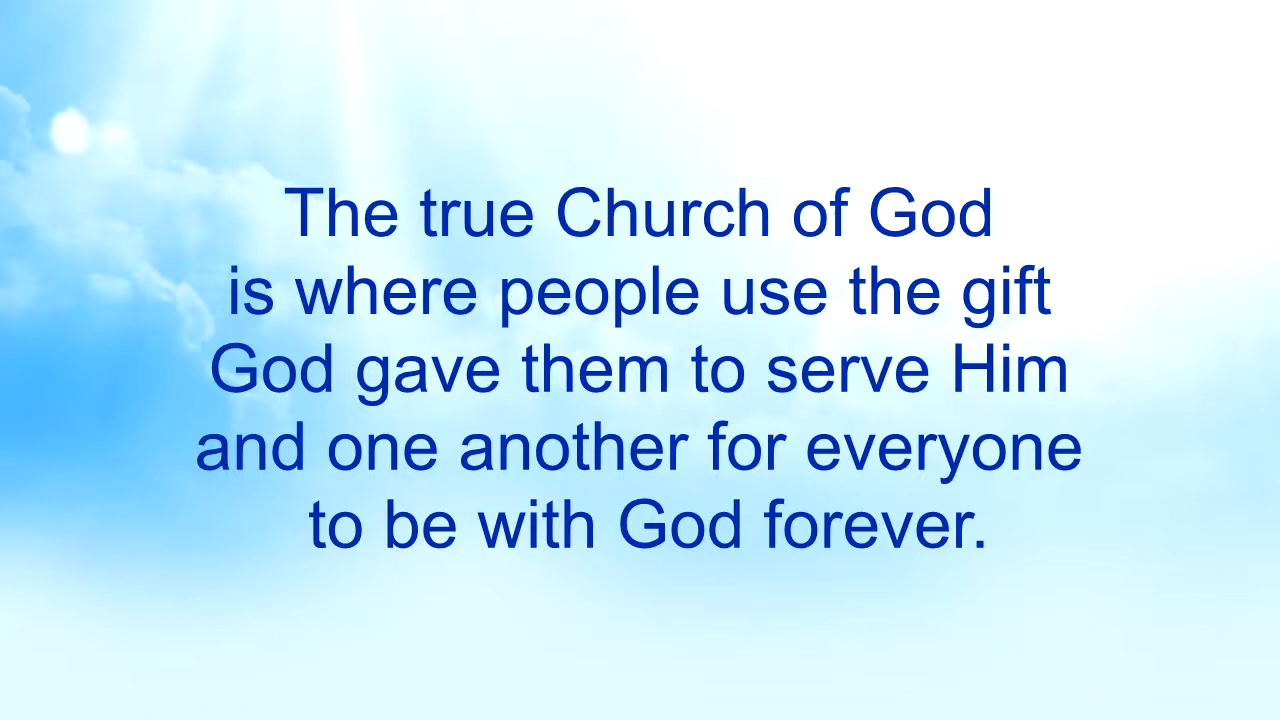 The true Church of God
is where people use the gift
God gave them to serve Him
and one another for everyone
to be with God forever.